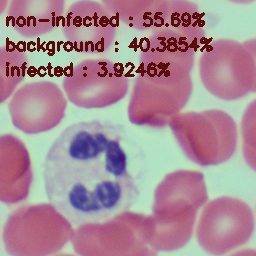 non-infected : 55.69%
background : 40.3854%
infected : 3.9246%